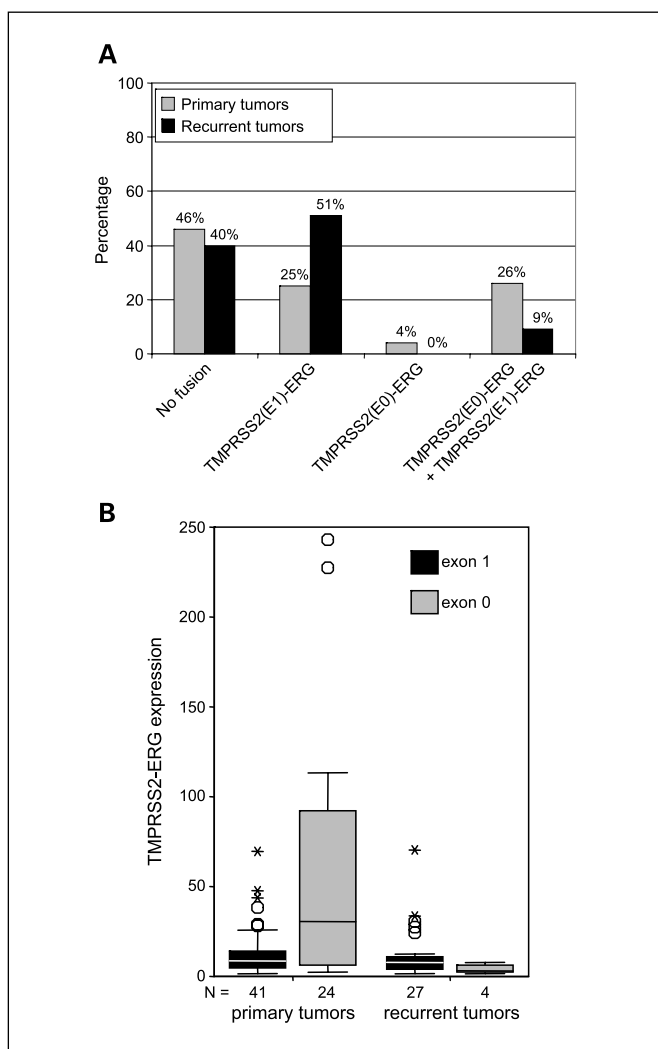 A
100
80
60
40
20
0
Percentage
Primary tumors
Recurrent tumors
46%
40%
25%
51%
4%
0%
26%
9%
No fusion
TMPRSS2(E1)-ERG
TMPRSS2(E0)-ERG
TMPRSS2(E0)-ERG
+ TMPRSS2(E1)-ERG
B
250
200
150
100
50
0
TMPRSS2-ERG expression
exon 1
exon 0
N = 41 24 27 4
primary tumors recurrent tumors